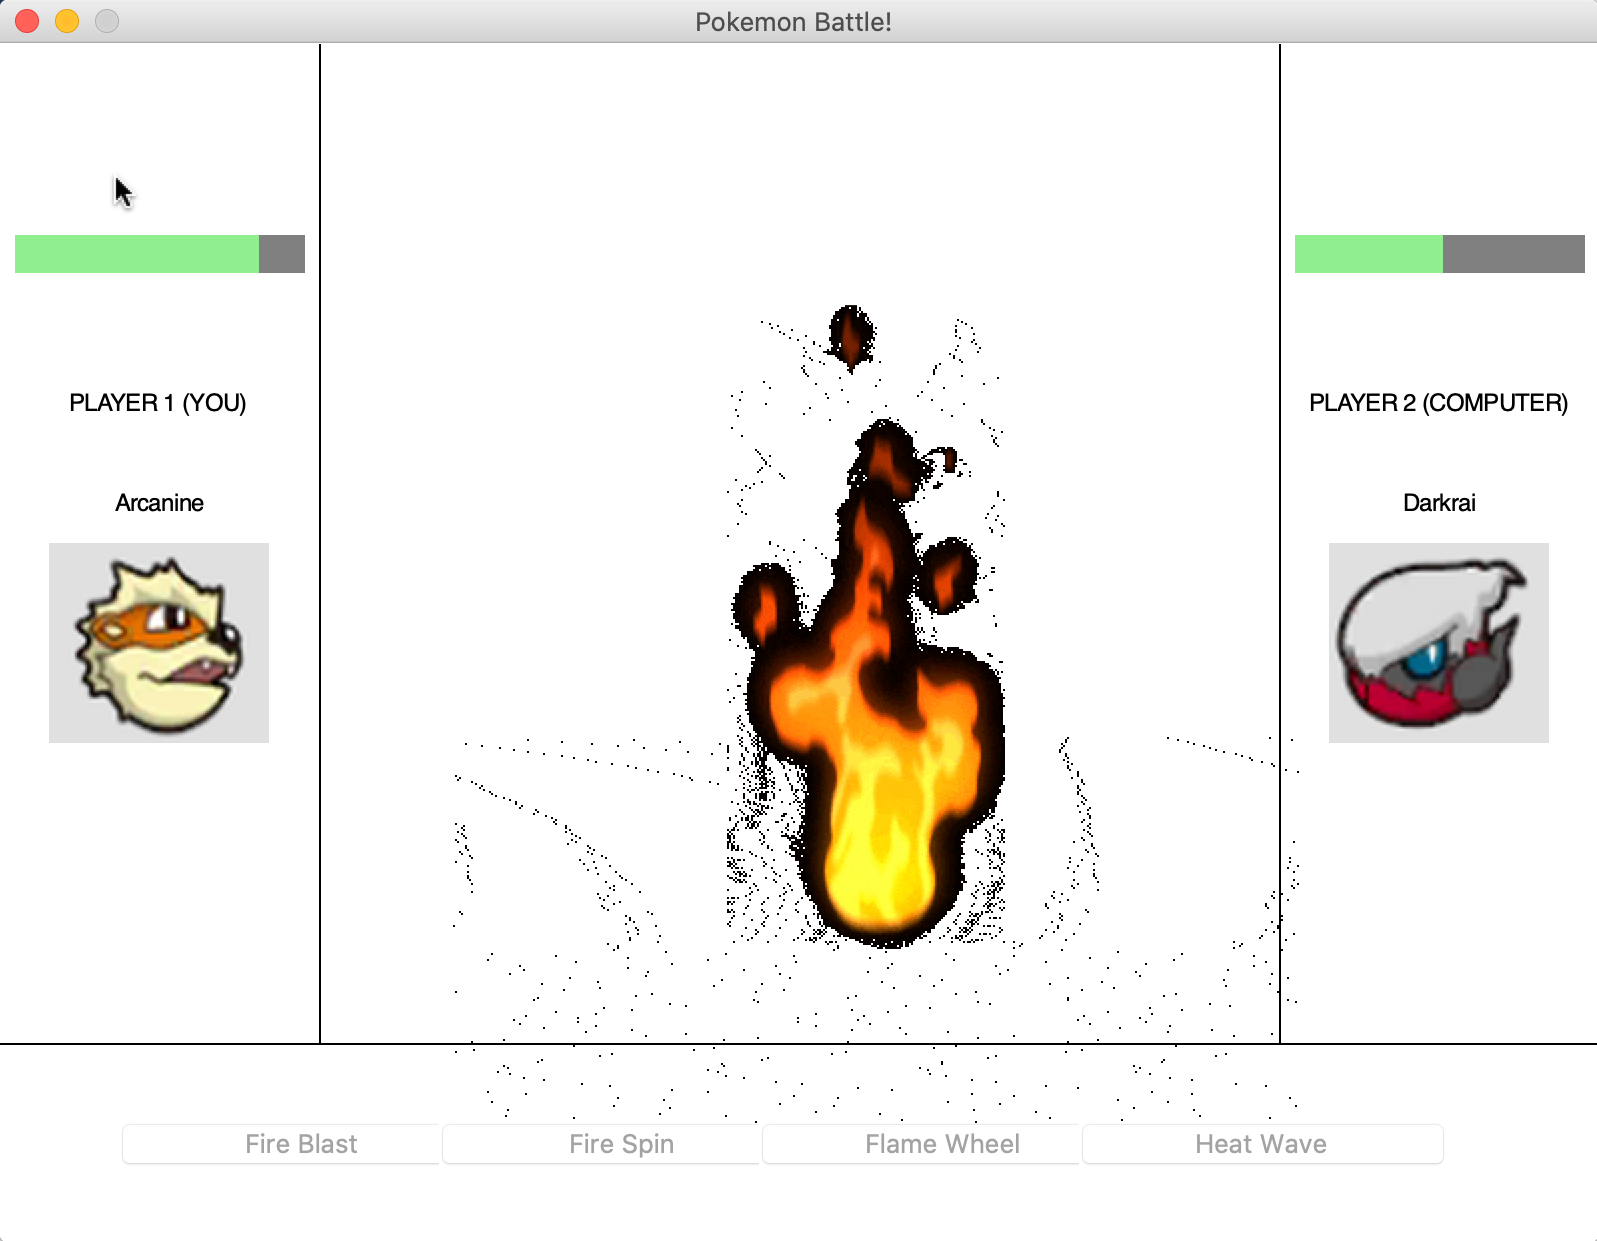 Pokemon Battle!
PLAYER 1 (YOU)
Arcanine
PLAYER 2 (COMPUTER)
Darkrai
Fire Blast
Fire Spin
Flame Wheel
Heat Wave